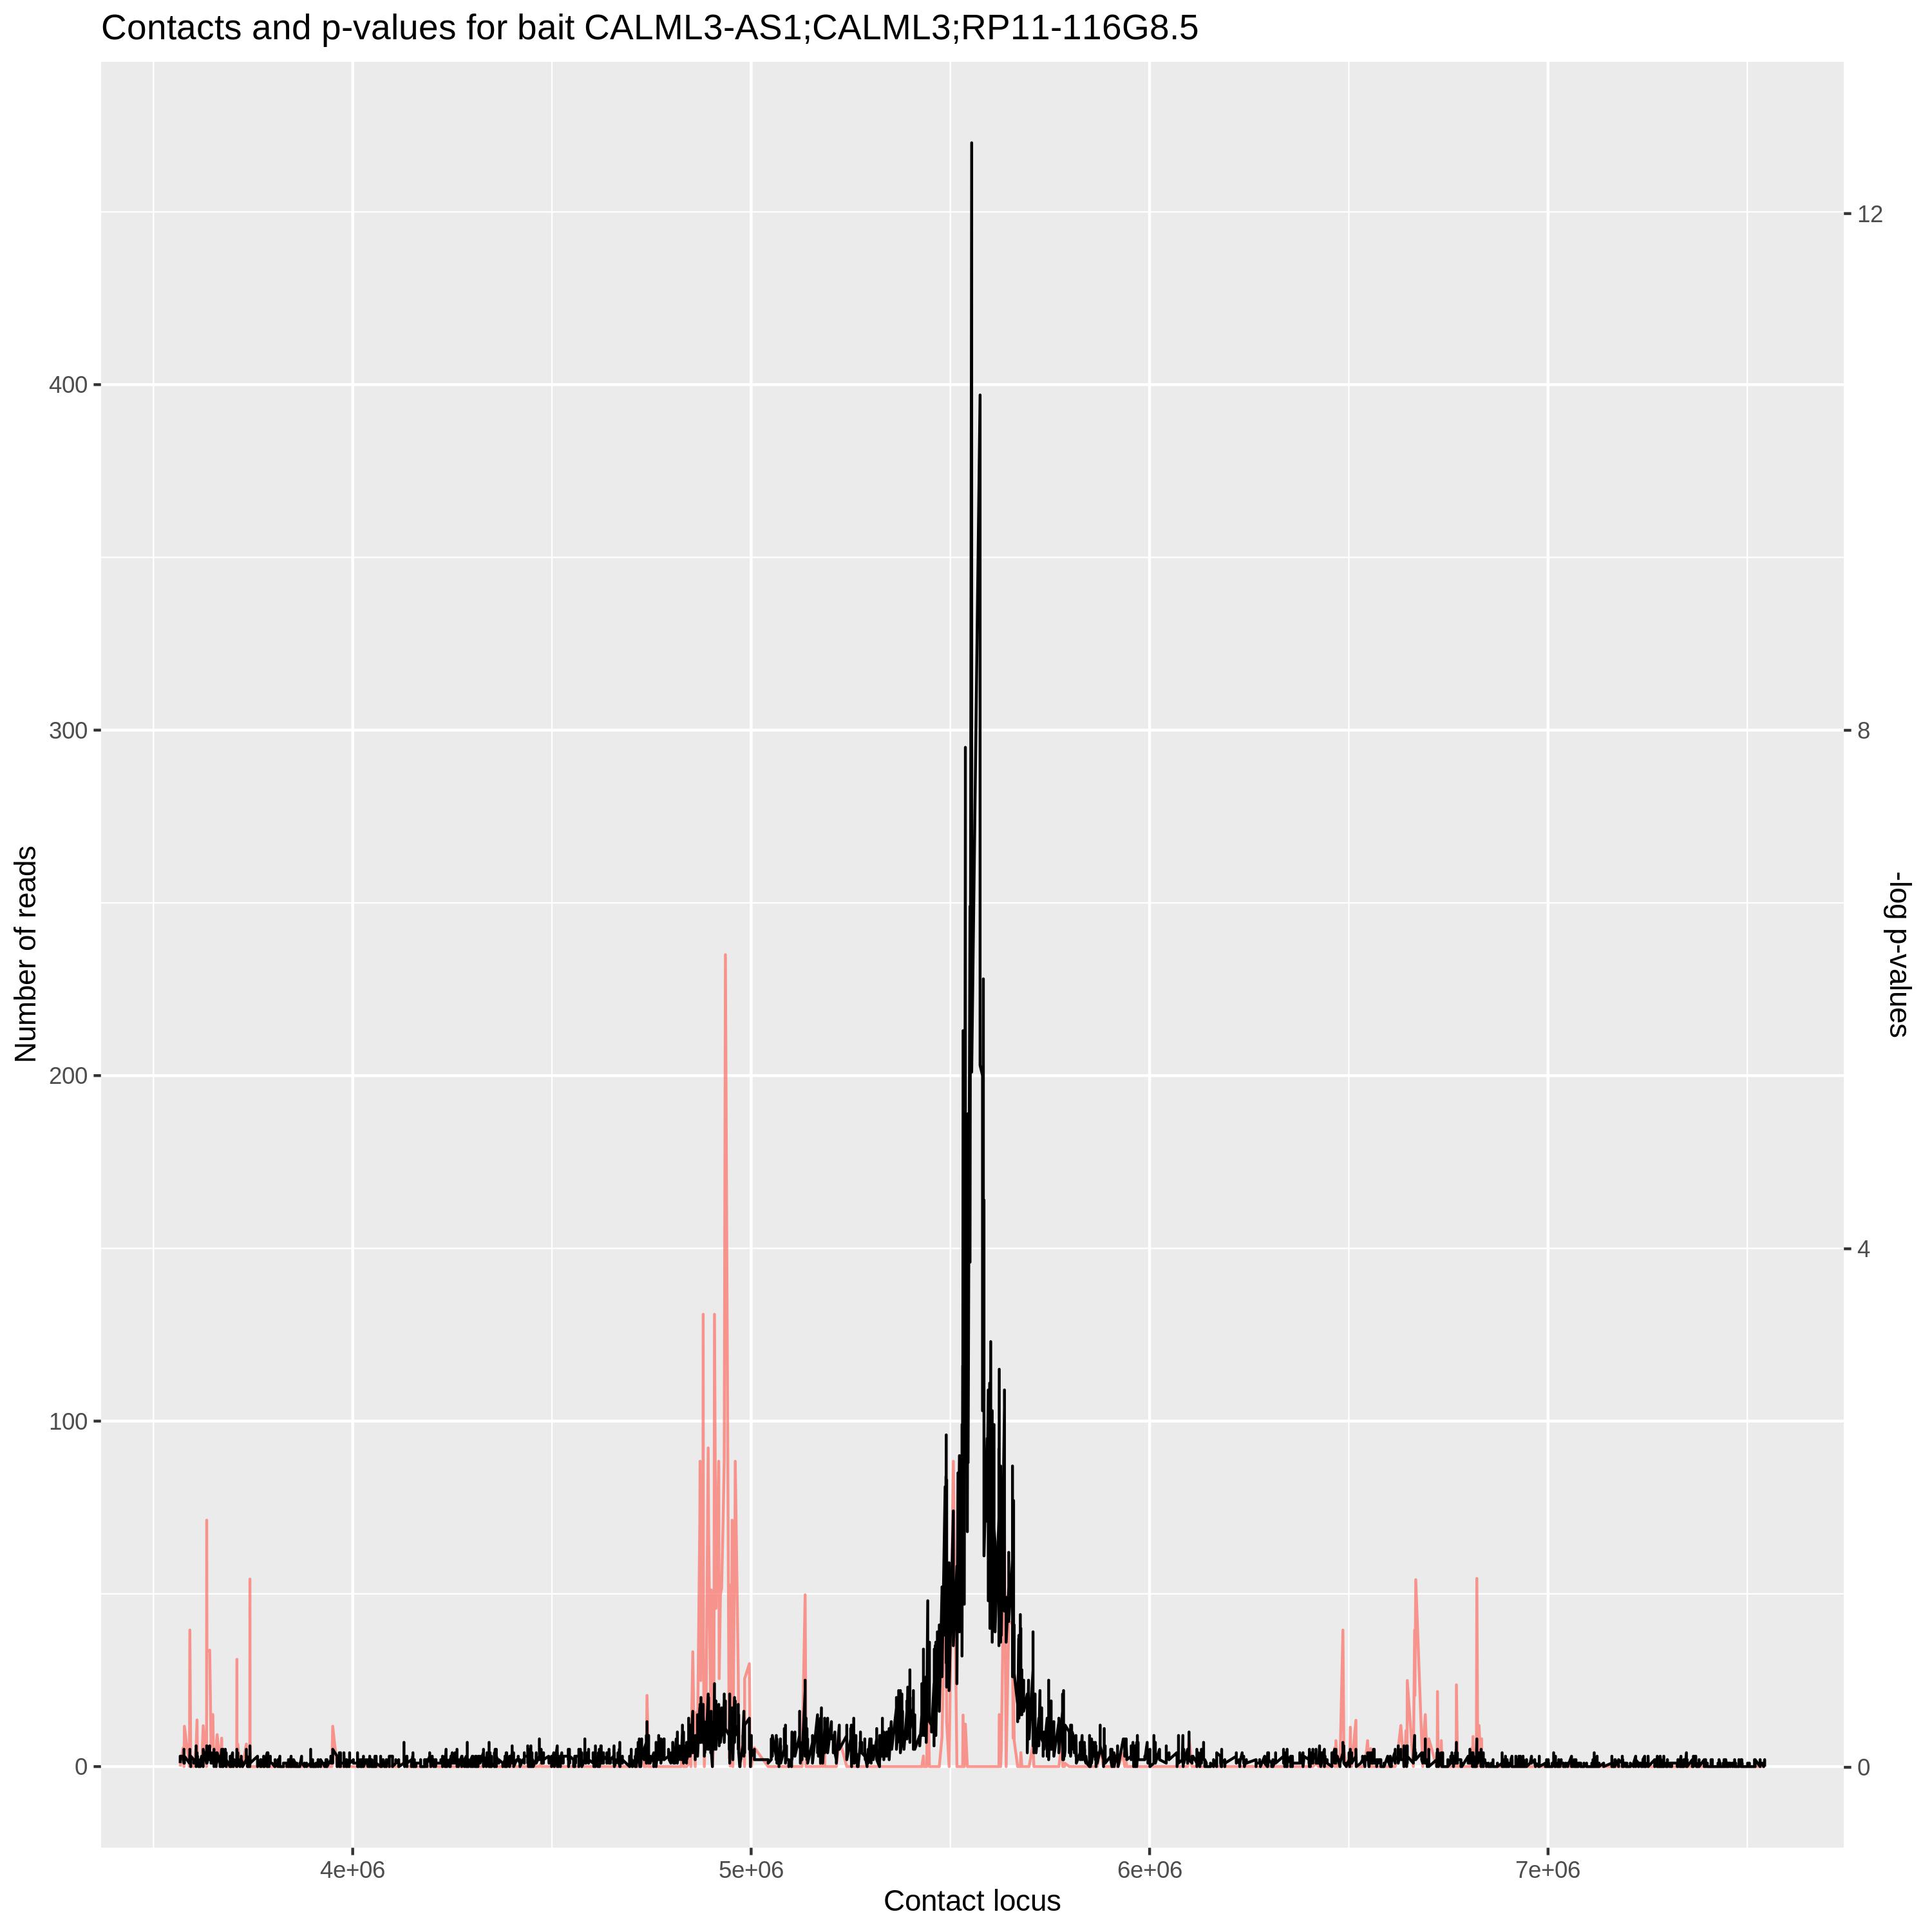 Contacts and p-values for bait CALML3-AS1;CALML3;RP11-116G8.5
Number of reads
400
300
200
100
0
12
8
4
0
-log p-values
4e+06
5e+06
6e+06
7e+06
Contact locus